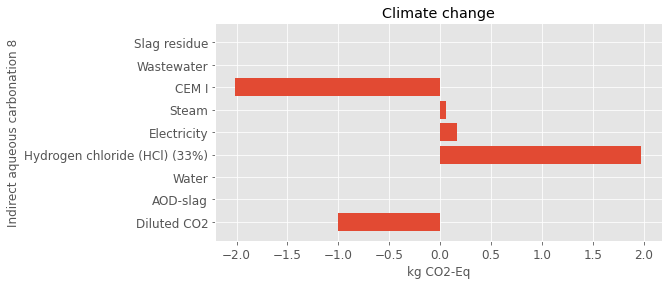 Climate change
Indirect aqueous carbonation 8
Slag residue
Wastewater
CEM I
Steam
Electricity
Hydrogen chloride (HCl) (33%)
Water
AOD-slag
Diluted CO2
−2.0 −1.5 −1.0 −0.5 0.0 0.5 1.0 1.5 2.0
kg CO2-Eq